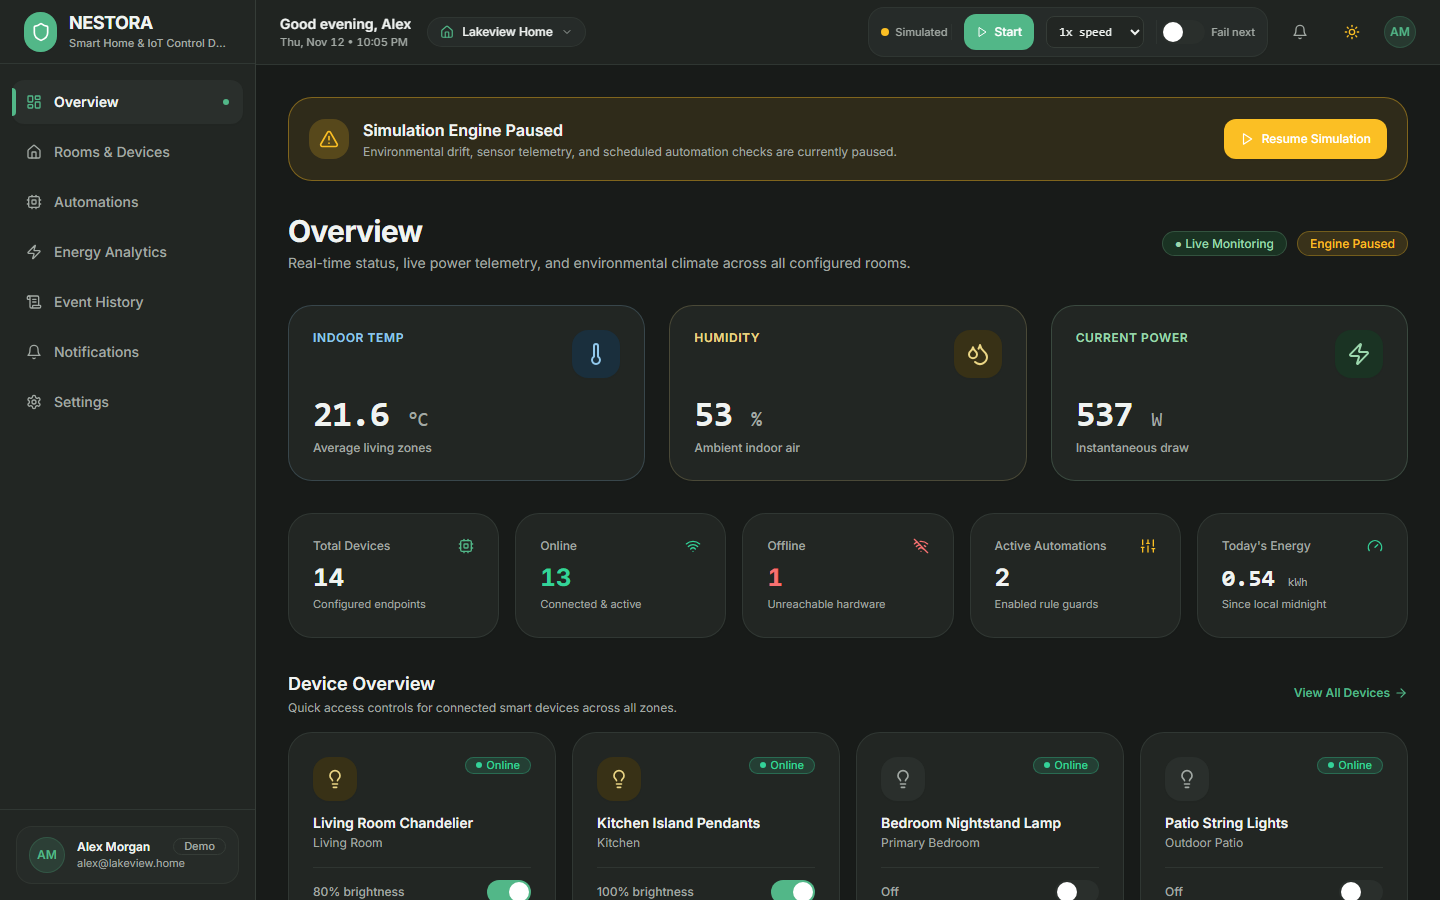 NESTORA
Smart Home & IoT Control D...
Overview
Rooms & Devices
Automations
Energy Analytics
Event History
Notifications
Settings
AM
Alex Morgan
Demo
alex@lakeview.home
Good evening, Alex
Thu, Nov 12 • 10:05 PM
Lakeview Home
Simulated
Start
1x speed
Fail next
AM
Simulation Engine Paused
Environmental drift, sensor telemetry, and scheduled automation checks are currently paused.
Resume Simulation
Overview
Real-time status, live power telemetry, and environmental climate across all configured rooms.
● Live Monitoring
Engine Paused
INDOOR TEMP
21.6 °C
Average living zones
HUMIDITY
53 %
Ambient indoor air
CURRENT POWER
537 W
Instantaneous draw
Total Devices
14
Configured endpoints
Online
13
Connected & active
Offline
1
Unreachable hardware
Active Automations
2
Enabled rule guards
Today's Energy
0.54 kWh
Since local midnight
Device Overview
Quick access controls for connected smart devices across all zones.
View All Devices →
Online
Living Room Chandelier
Living Room
80% brightness
Online
Kitchen Island Pendants
Kitchen
100% brightness
Online
Bedroom Nightstand Lamp
Primary Bedroom
Off
Online
Patio String Lights
Outdoor Patio
Off